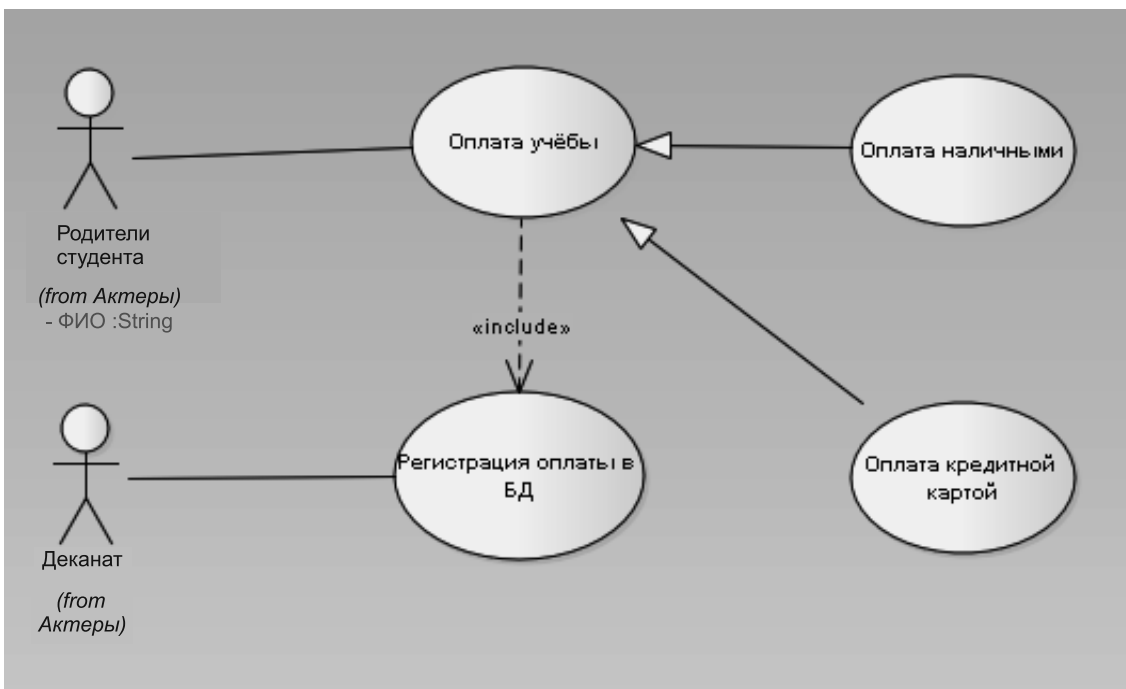 Оплата учёбы
Оплата наличными
Родители
студента
(from Актеры)
- ФИО :String
«include»
Регистрация оплаты в
БД
Оплата кредитной
картой
Деканат
(from
Актеры)